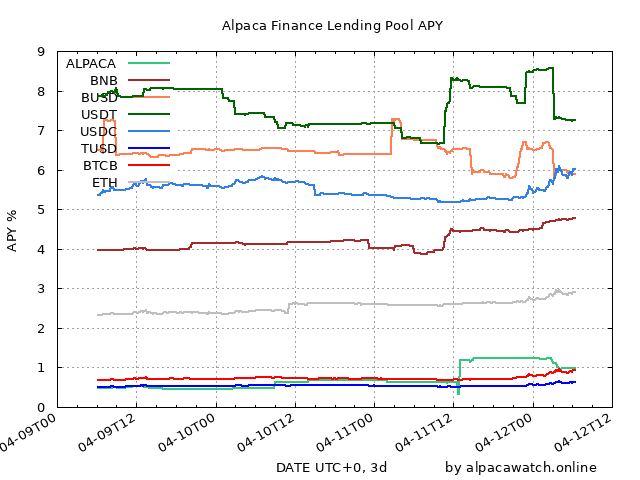 Alpaca Finance Lending Pool APY
9
8
7
6
5
4
3
2
1
0
APY %
ALPACA
BNB
BUSD
USDT
USDC
TUSD
BTCB
ETH
04-09T00
04-09T12
04-10T00
04-10T12
04-11T00
04-11T12
04-12T00
04-12T12
DATE UTC+0, 3d
by alpacawatch.online